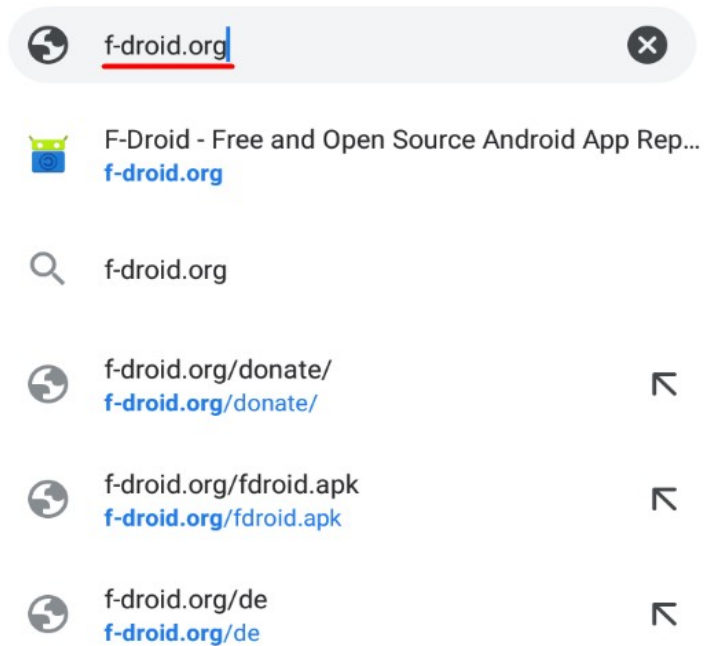 f-droid.org
F-Droid - Free and Open Source Android App Rep...
f-droid.org
f-droid.org
f-droid.org/donate/
f-droid.org/donate/
f-droid.org/fdroid.apk
f-droid.org/fdroid.apk
f-droid.org/de
f-droid.org/de